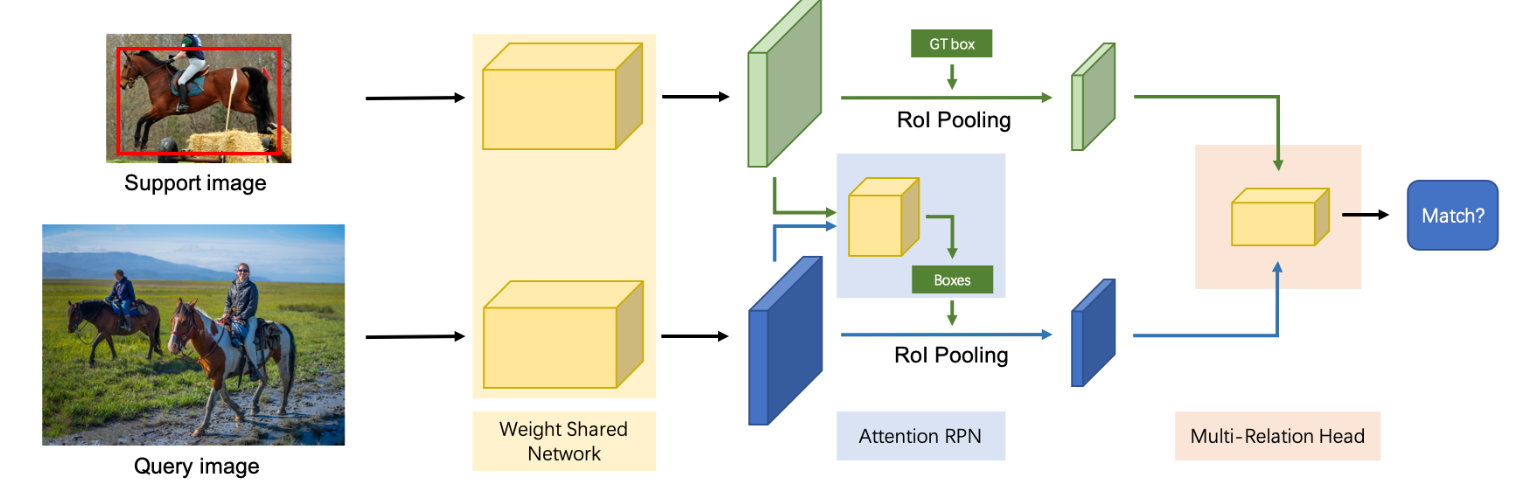 GT box
RoI Pooling
Support image
Match?
Boxes
RoI Pooling
Weight Shared
Network
Attention RPN
Multi-Relation Head
Query image